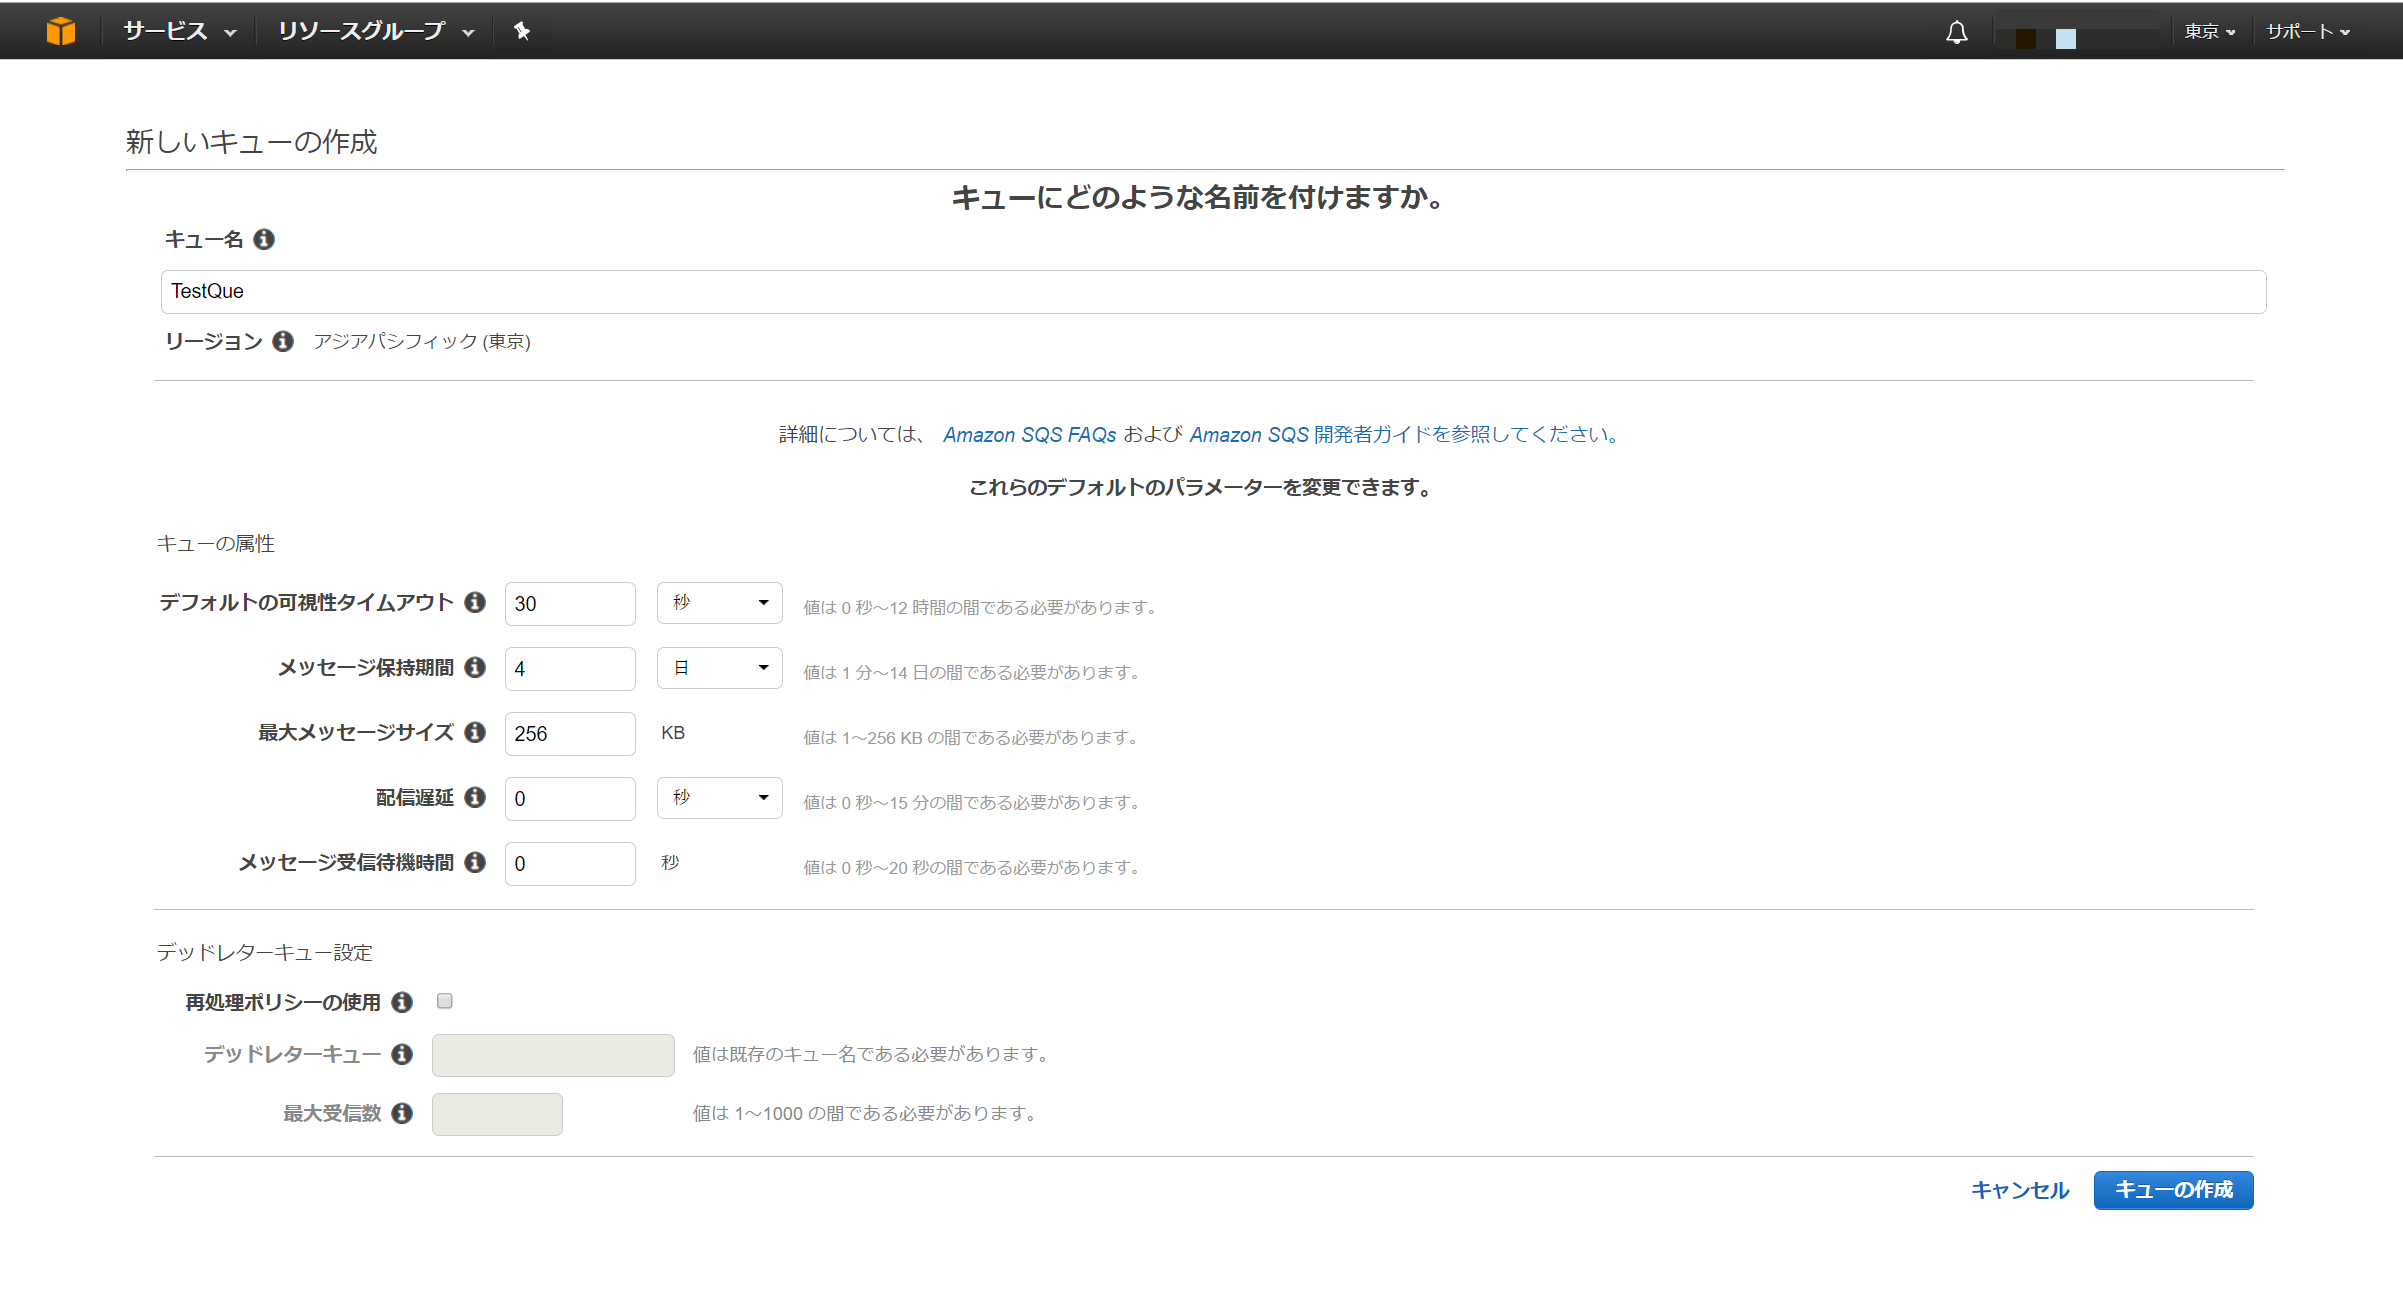 サービス リソースグループ 東京 サポート
新しいキューの作成
キューにどのような名前を付けますか。
キュー名
TestQue
リージョン アジアパシフィック (東京)
詳細については、 Amazon SQS FAQs および Amazon SQS 開発者ガイドを参照してください。
これらのデフォルトのパラメーターを変更できます。
キューの属性
デフォルトの可視性タイムアウト 30 秒 値は 0 秒～12 時間の間である必要があります。
メッセージ保持期間 4 日 値は 1 分～14 日の間である必要があります。
最大メッセージサイズ 256 KB 値は 1～256 KB の間である必要があります。
配信遅延 0 秒 値は 0 秒～15 分の間である必要があります。
メッセージ受信待機時間 0 秒 値は 0 秒～20 秒の間である必要があります。
デッドレターキュー設定
再処理ポリシーの使用
デッドレターキュー 値は既存のキュー名である必要があります。
最大受信数 値は 1～1000 の間である必要があります。
キャンセル キューの作成